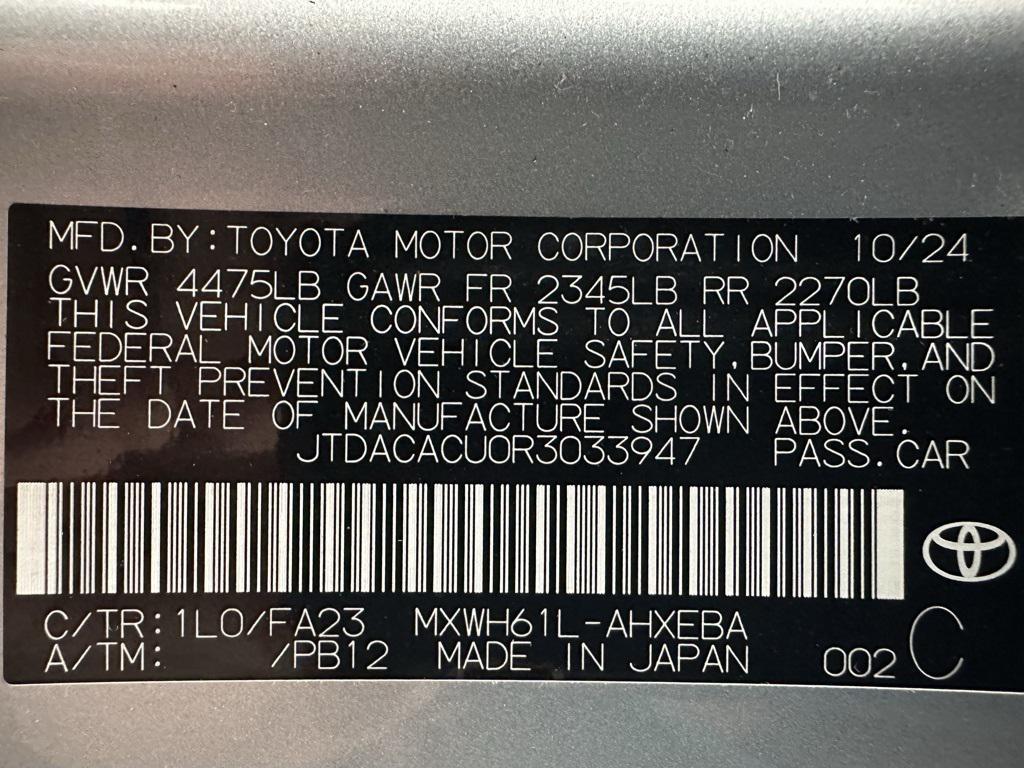 MFD.BY:TOYOTA MOTOR CORPORATION 10/24
GVWR 4475LB GAWR FR 2345LB RR 2270LB
THIS VEHICLE CONFORMS TO ALL APPLICABLE
FEDERAL MOTOR VEHICLE SAFETY,BUMPER,AND
THEFT PREVENTION STANDARDS IN EFFECT ON
THE DATE OF MANUFACTURE SHOWN ABOVE.
JTDACACU0R3033947 PASS.CAR
C/TR:1L0/FA23 MXWH61L-AHXEBA
A/TM: /PB12 MADE IN JAPAN 002 C